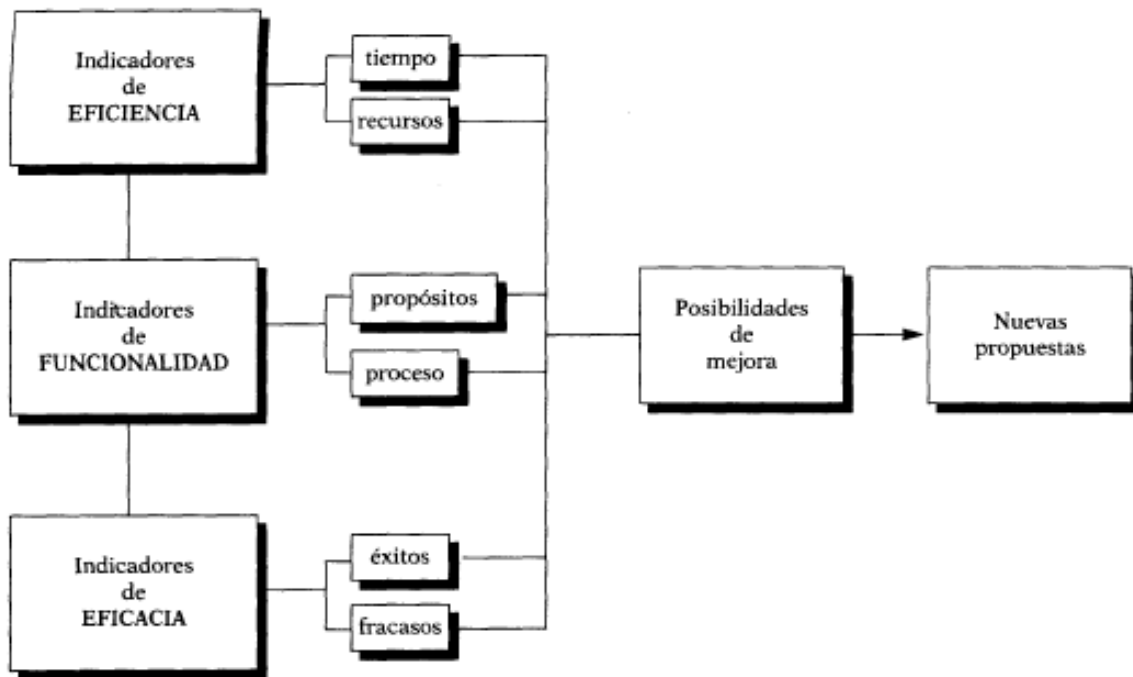 Indicadores
de
EFICIENCIA
tiempo
recursos
Indicadores
de
FUNCIONALIDAD
propósitos
proceso
Posibilidades
de
mejora
Nuevas
propuestas
Indicadores
de
EFICACIA
éxitos
fracasos